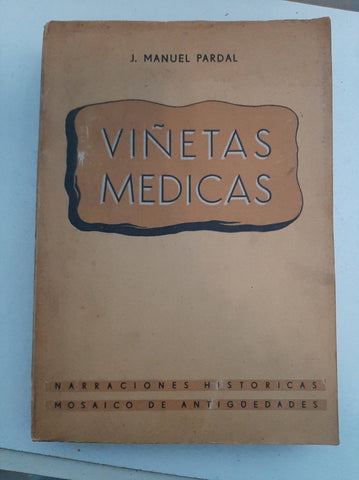 J. MANUEL PARDAL
VIÑETAS
MEDICAS
NARRACIONES HISTORICAS
MOSAICO DE ANTIGÜEDADES